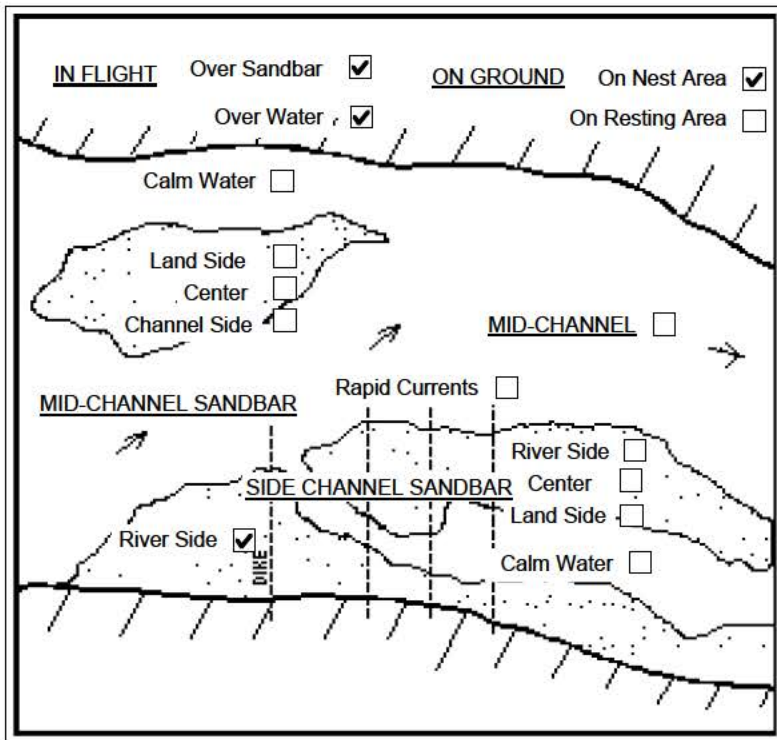 IN FLIGHT Over Sandbar ON GROUND On Nest Area
Over Water On Resting Area
Calm Water
Land Side
Center
Channel Side
MID-CHANNEL
Rapid Currents
MID-CHANNEL SANDBAR
River Side
SIDE CHANNEL SANDBAR Center
Land Side
River Side
DIKE
Calm Water